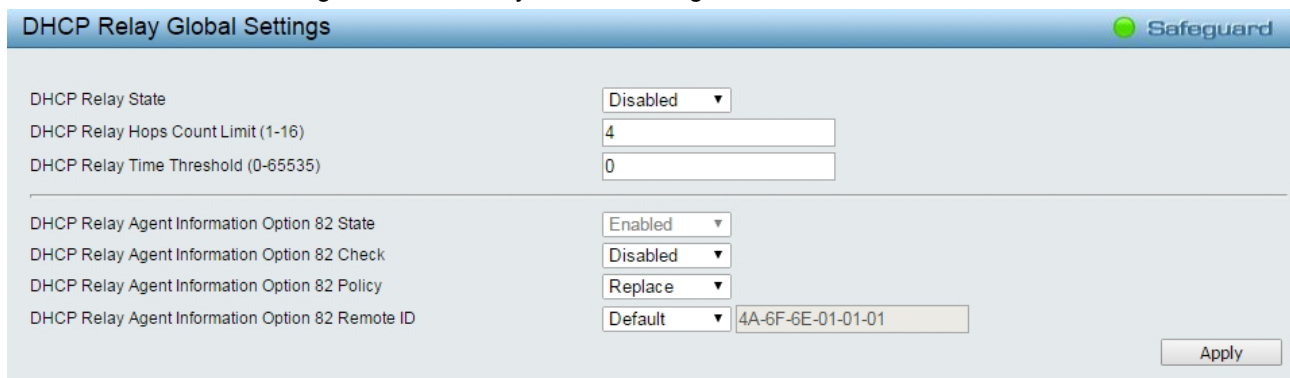 DHCP Relay Global Settings
Safeguard
DHCP Relay State Disabled
DHCP Relay Hops Count Limit (1-16) 4
DHCP Relay Time Threshold (0-65535) 0
DHCP Relay Agent Information Option 82 State Enabled
DHCP Relay Agent Information Option 82 Check Disabled
DHCP Relay Agent Information Option 82 Policy Replace
DHCP Relay Agent Information Option 82 Remote ID Default 4A-6F-6E-01-01-01
Apply